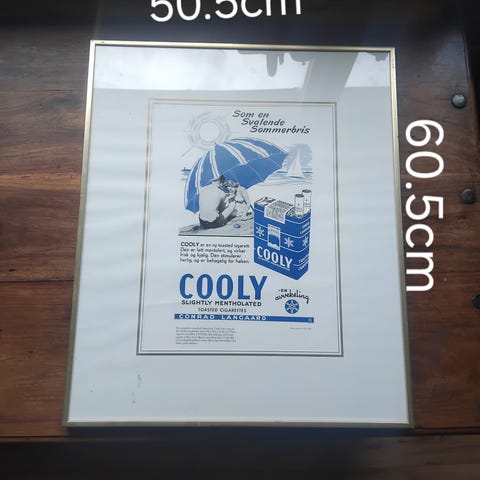 50.5cm
60.5cm
Som en
Svalende
Sommerbris
COOLY er en ny toasted sigarett.
Den er lett mentolert, og virker
frisk og kjølig. Den stimulerer
herlig, og er behagelig for halsen.
COOLY
COOLY
SLIGHTLY MENTHOLATED
TOASTED CIGARETTES
CONRAD LANGAARD
-EN
avveksling